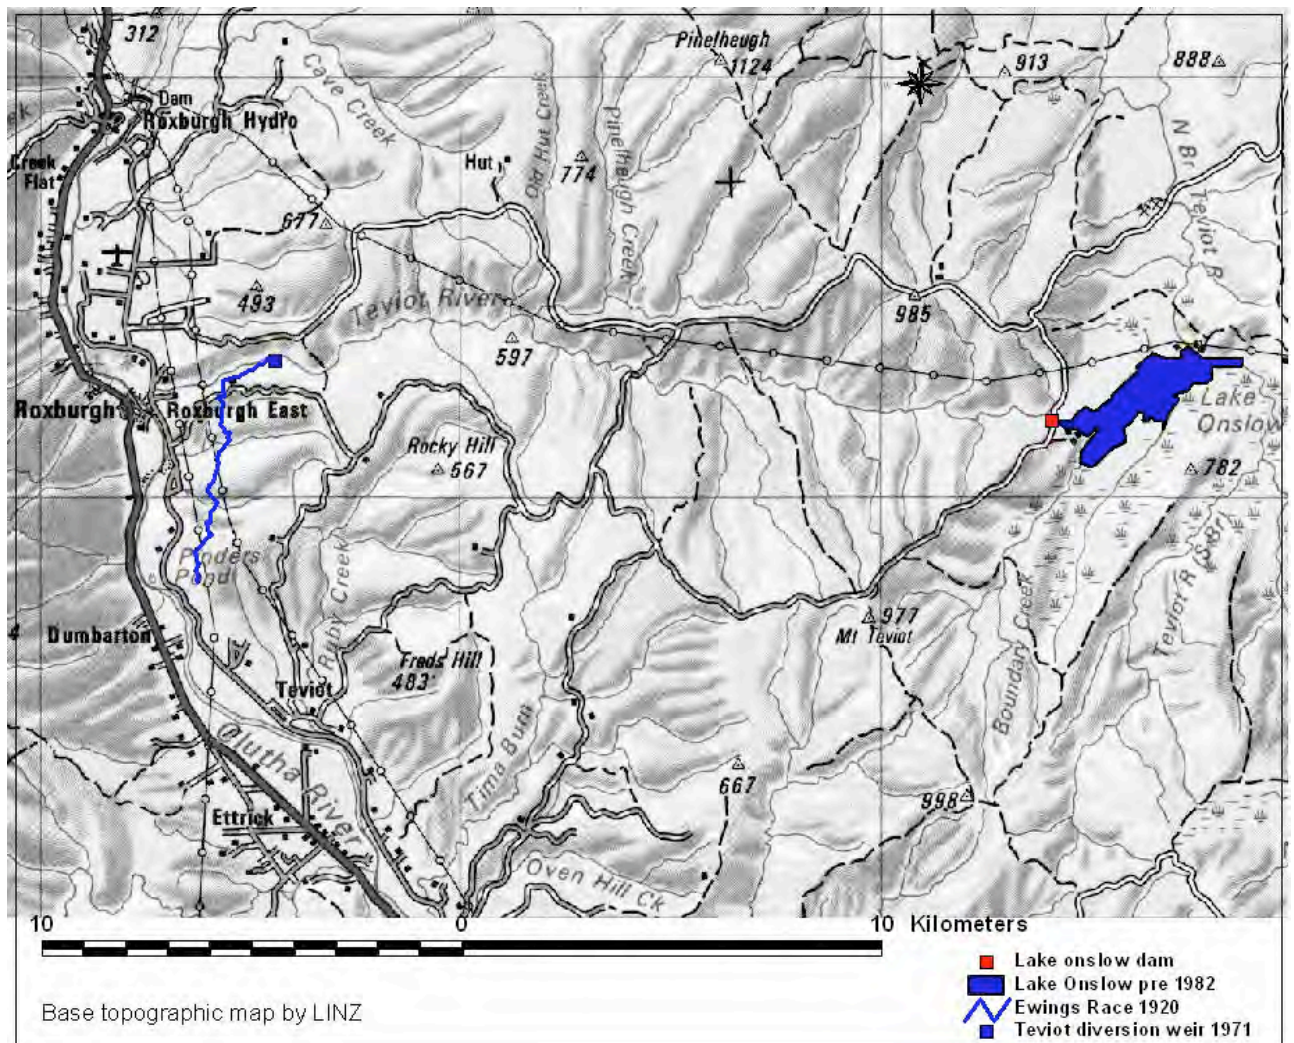 312
Pinelheugh
1124
913
888
Cave Creek
Dam
Roxburgh Hydro
Old Hut Creek
Pinelheugh Creek
N Br
Creek
Flat
Hut
774
Teviot R
677
493
Teviot River
985
597
Roxburgh
Roxburgh East
Lake
Onslow
Rocky Hill
567
782
Pinders
Pond
Ruby Creek
Boundary Creek
Teviot R (S Br)
Dumbarton
977
Mt Teviot
Freds Hill
483
Teviot
Tima Burn
Clutha
River
667
998
Ettrick
Oven Hill Ck
10
0
10 Kilometers
Lake onslow dam
Lake Onslow pre 1982
Base topographic map by LINZ
Ewings Race 1920
Teviot diversion weir 1971